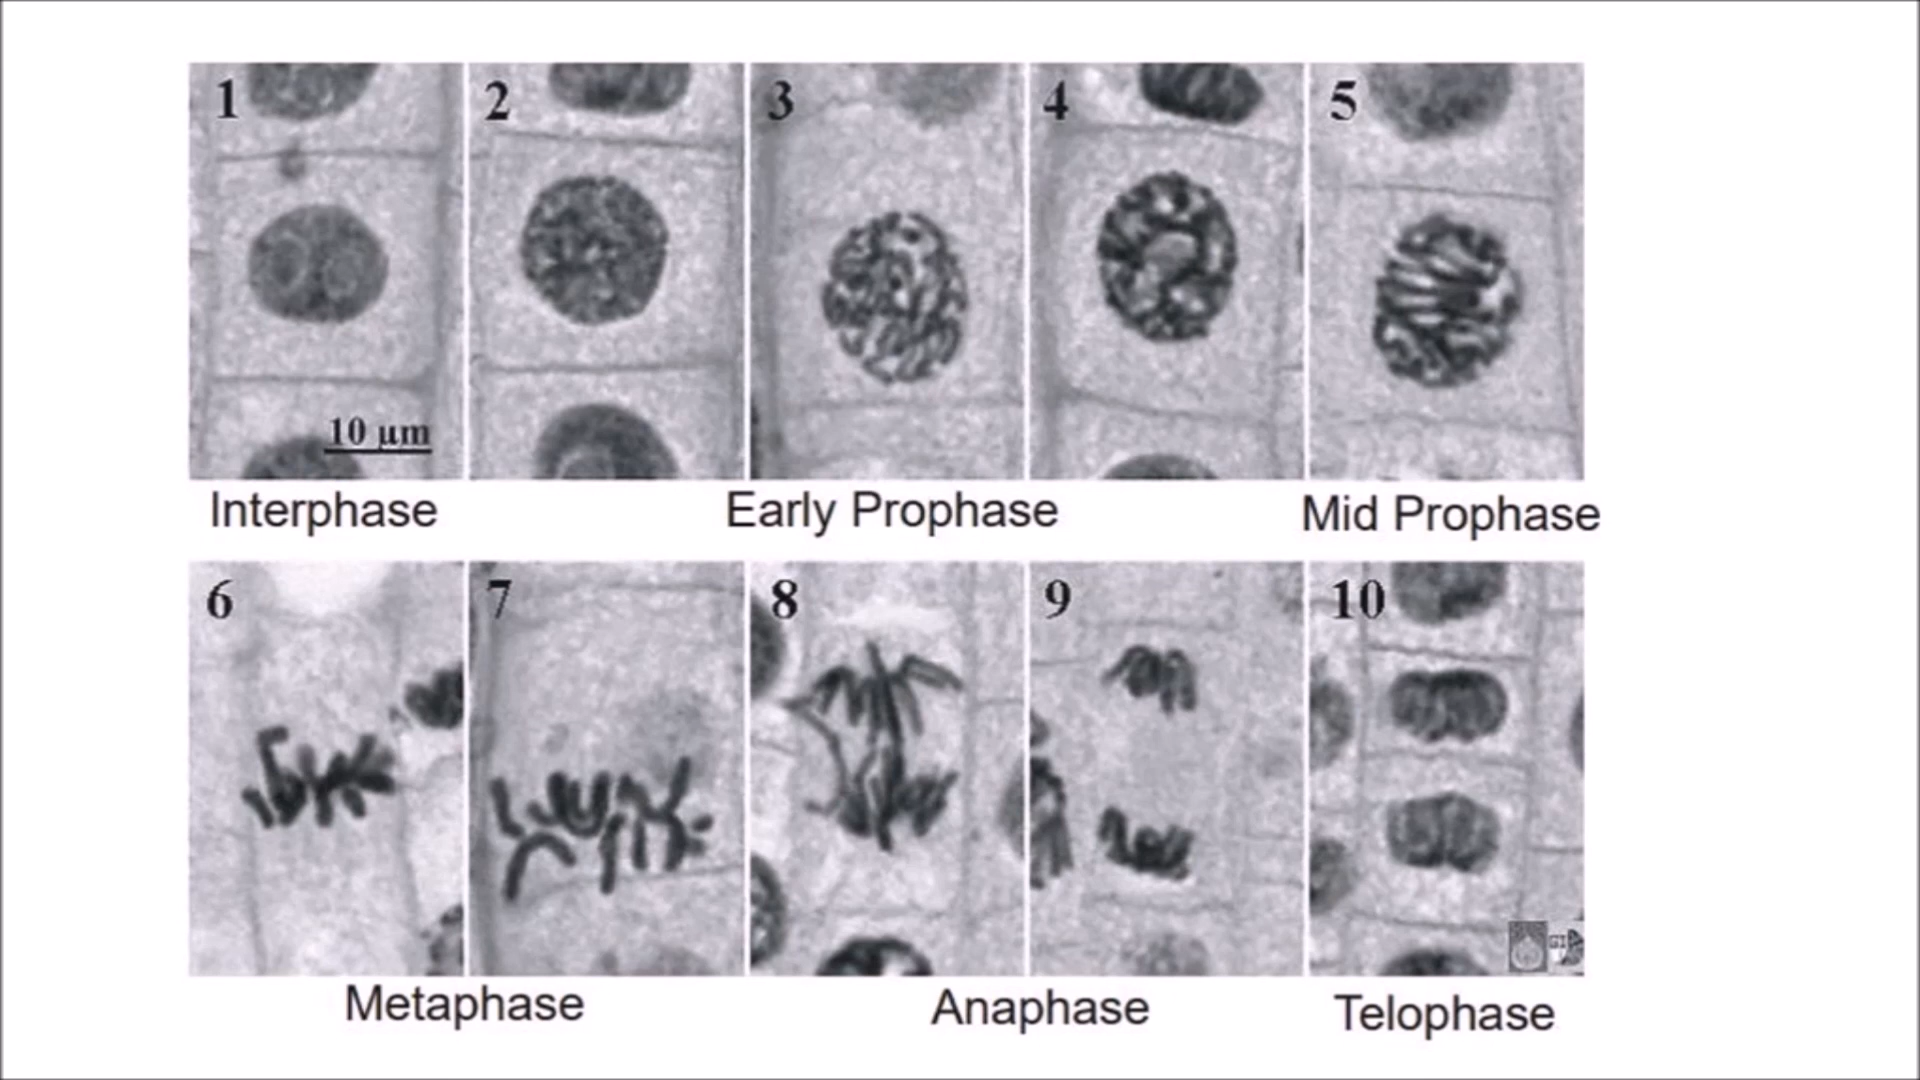 1 2 3 4 5
10 µm
Interphase Early Prophase Mid Prophase
6 7 8 9 10
Metaphase Anaphase Telophase